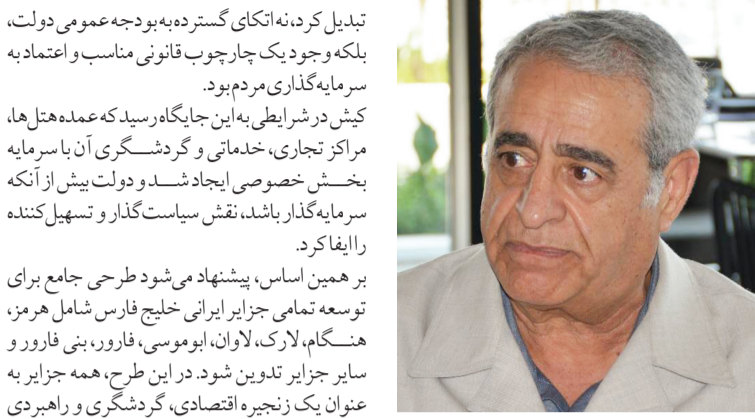 تبدیل کرد، نه اتکای گسترده به بودجه عمومی دولت،
بلکه وجود یک چارچوب قانونی مناسب و اعتماد به
سرمایه‌گذاری مردم بود.
کیش در شرایطی به این جایگاه رسید که عمده هتل‌ها،
مراکز تجاری، خدماتی و گردشگری آن با سرمایه
بخش خصوصی ایجاد شد و دولت بیش از آنکه
سرمایه‌گذار باشد، نقش سیاست‌گذار و تسهیل‌کننده
را ایفا کرد.
بر همین اساس، پیشنهاد می‌شود طرحی جامع برای
توسعه تمامی جزایر ایرانی خلیج فارس شامل هرمز،
هنگام، لارک، لاوان، ابوموسی، فارور، بنی فارور و
سایر جزایر تدوین شود. در این طرح، همه جزایر به
عنوان یک زنجیره اقتصادی، گردشگری و راهبردی